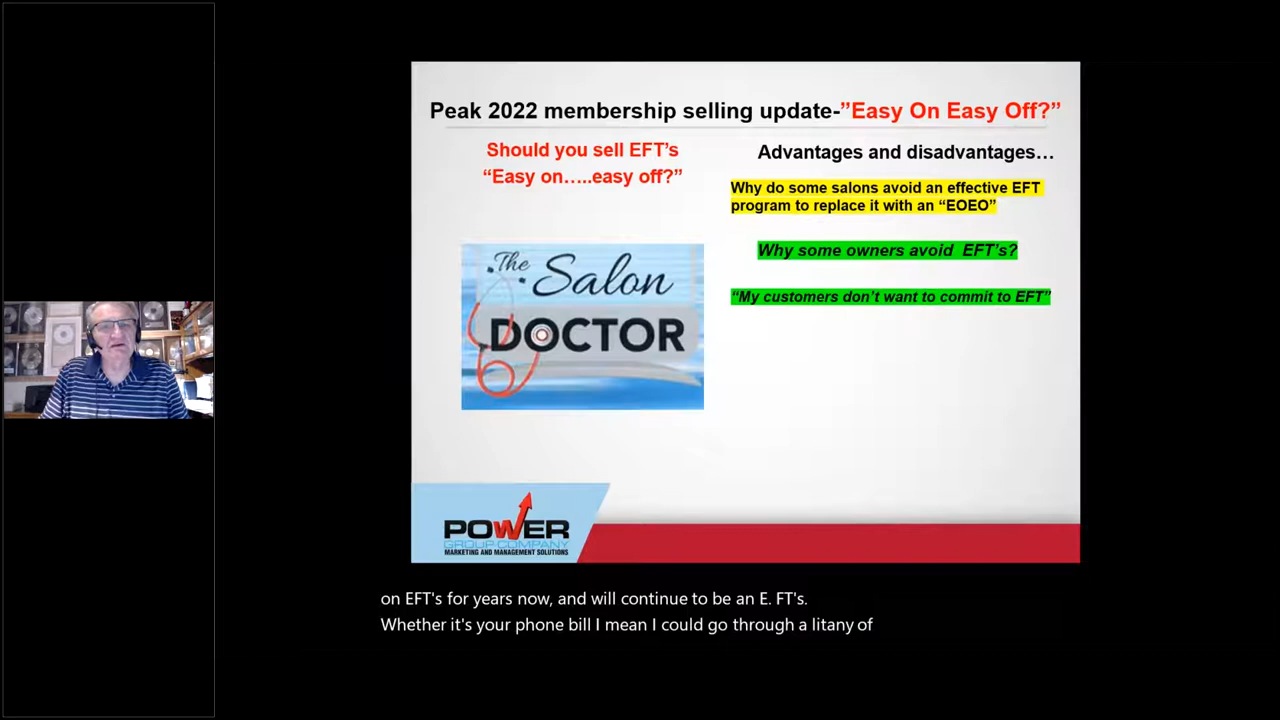 Peak 2022 membership selling update-”Easy On Easy Off?”
Should you sell EFT’s
“Easy on…..easy off?”
Advantages and disadvantages…
Why do some salons avoid an effective EFT
program to replace it with an “EOEO”
Why some owners avoid EFT’s?
“My customers don’t want to commit to EFT”
The Salon
DOCTOR
POWER
GROUP COMPANY
MARKETING AND MANAGEMENT SOLUTIONS
on EFT's for years now, and will continue to be an E. FT's.
Whether it's your phone bill I mean I could go through a litany of